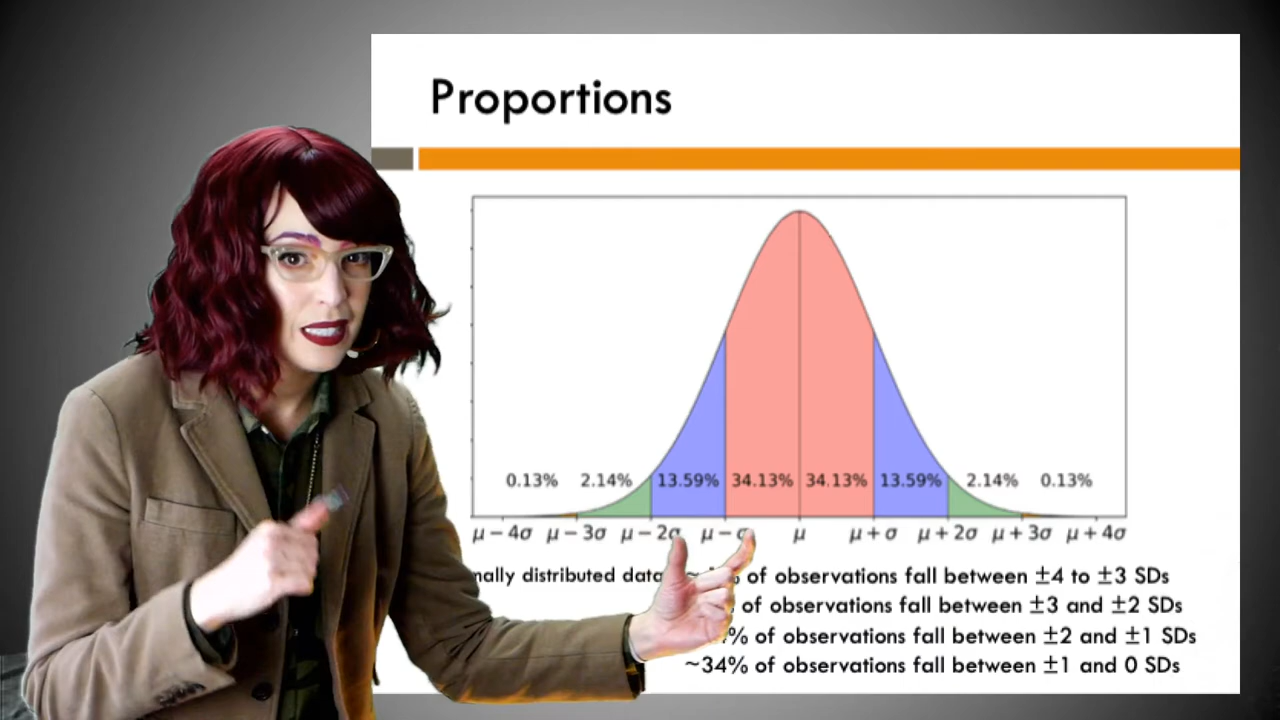 Proportions
0.13% 2.14% 13.59% 34.13% 34.13% 13.59% 2.14% 0.13%
μ − 4σ μ − 3σ μ − 2σ μ − σ μ μ + σ μ + 2σ μ + 3σ μ + 4σ
distributed data of observations fall between ±4 to ±3 SDs
of observations fall between ±3 and ±2 SDs
of observations fall between ±2 and ±1 SDs
~34% of observations fall between ±1 and 0 SDs